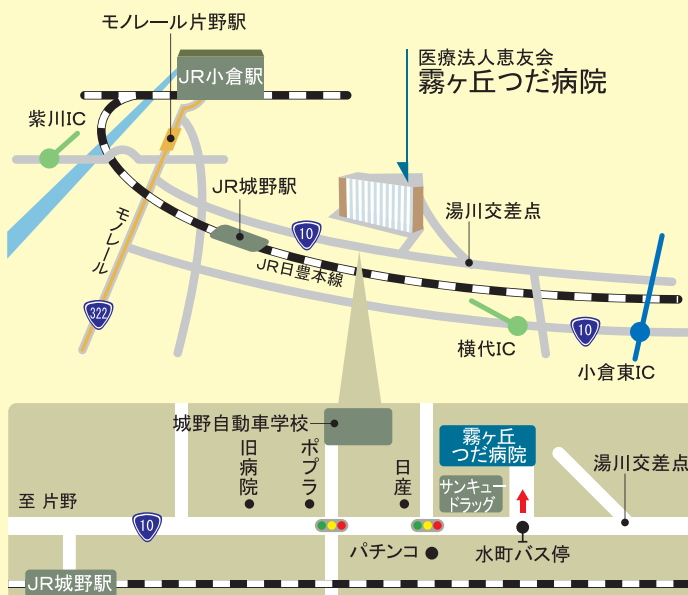 モノレール片野駅
JR小倉駅
医療法人恵友会
霧ヶ丘つだ病院
紫川IC
JR城野駅
湯川交差点
10
モノレール
JR日豊本線
322
10
横代IC
小倉東IC
城野自動車学校
霧ヶ丘
つだ病院
旧病院
ポプラ
日産
サンキュー
ドラッグ
湯川交差点
至 片野
10
パチンコ
水町バス停
JR城野駅